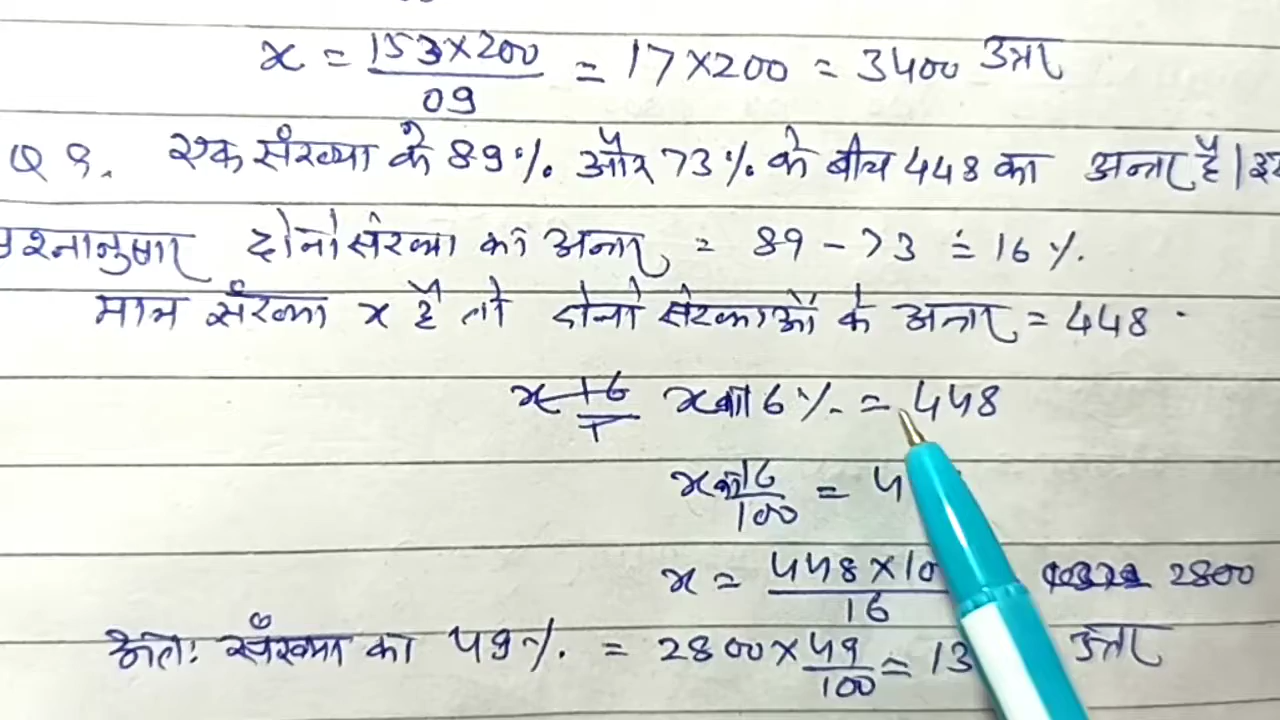 x = 153×200/09 = 17×200 = 3400 उत्तर
Q 9. एक संख्या के 89% और 73% के बीच 448 का अन्तर है।
प्रश्नानुसार दोनो संख्या का अन्तर = 89 - 73 = 16%.
माना संख्या x है तो दोनो संख्याओं के अन्तर = 448
x का 16% = 448
x का 16/100 = 4
x = 448×10 /16 2800
अतः संख्या का 49% = 2800×49/100 = 13 उत्तर